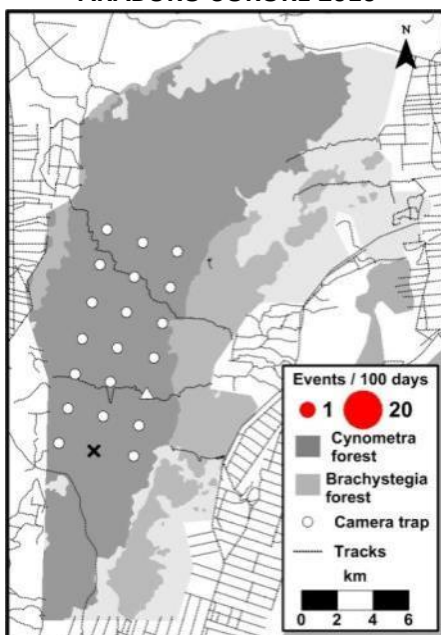 N
Events / 100 days
1 20
Cynometra
forest
Brachystegia
forest
Camera trap
Tracks
km
0 2 4 6